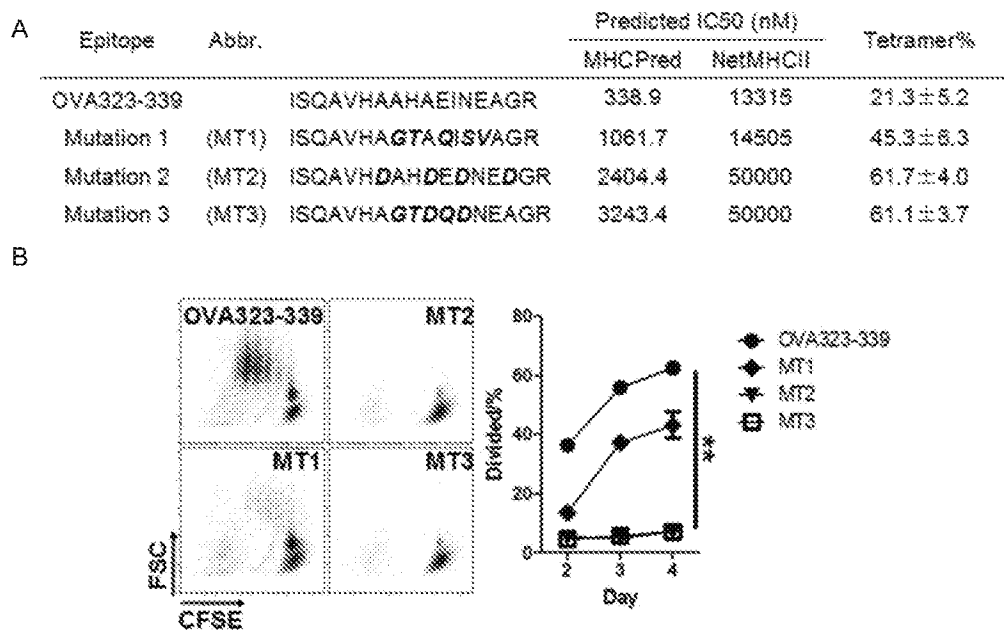 A
Predicted IC50 (nM)
Epitope Abbr. MHCPred NetMHCII Tetramer%
OVA323-339 ISQAVHAAHAEINEAGR 338.9 13315 21.3±5.2
Mutation 1 (MT1) ISQAVHAGTAQISVAGR 1061.7 14505 45.3±6.3
Mutation 2 (MT2) ISQAVHDAHDEDNEDGR 2404.4 50000 61.7±4.0
Mutation 3 (MT3) ISQAVHAGTDQDNEAGR 3243.4 50000 61.1±3.7
B
OVA323-339
MT2
MT1
MT3
FSC
CFSE
80
60
40
20
0
Divided/%
2 3 4
Day
OVA323-339
MT1
MT2
MT3
**